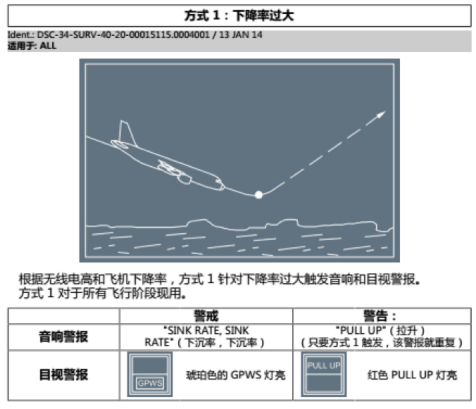 方式 1：下降率过大
Ident.: DSC-34-SURV-40-20-00015115.0004001 / 13 JAN 14
适用于: ALL
根据无线电高和飞机下降率，方式 1 针对下降率过大触发音响和目视警报。
方式 1 对于所有飞行阶段现用。
警戒
警告：
音响警报
"SINK RATE, SINK
RATE"（下沉率，下沉率）
"PULL UP"（拉升）
（只要方式 1 触发，该警报就重复）
目视警报
GPWS
琥珀色的 GPWS 灯亮
PULL UP
红色 PULL UP 灯亮